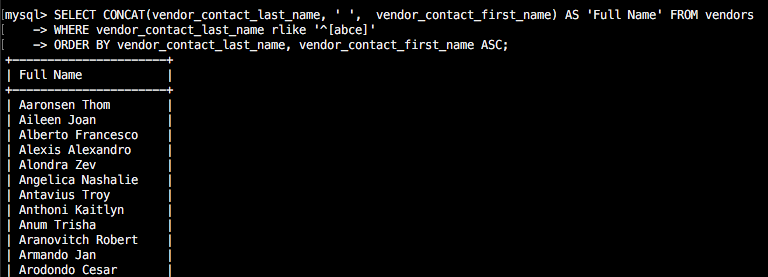 mysql> SELECT CONCAT(vendor_contact_last_name, ' ',  vendor_contact_first_name) AS 'Full Name' FROM vendors
    -> WHERE vendor_contact_last_name rlike '^[abce]'
    -> ORDER BY vendor_contact_last_name, vendor_contact_first_name ASC;
+----------------------+
| Full Name            |
+----------------------+
| Aaronsen Thom        |
| Aileen Joan          |
| Alberto Francesco    |
| Alexis Alexandro     |
| Alondra Zev          |
| Angelica Nashalie    |
| Antavius Troy        |
| Anthoni Kaitlyn      |
| Anum Trisha          |
| Aranovitch Robert    |
| Armando Jan          |
| Arodondo Cesar       |